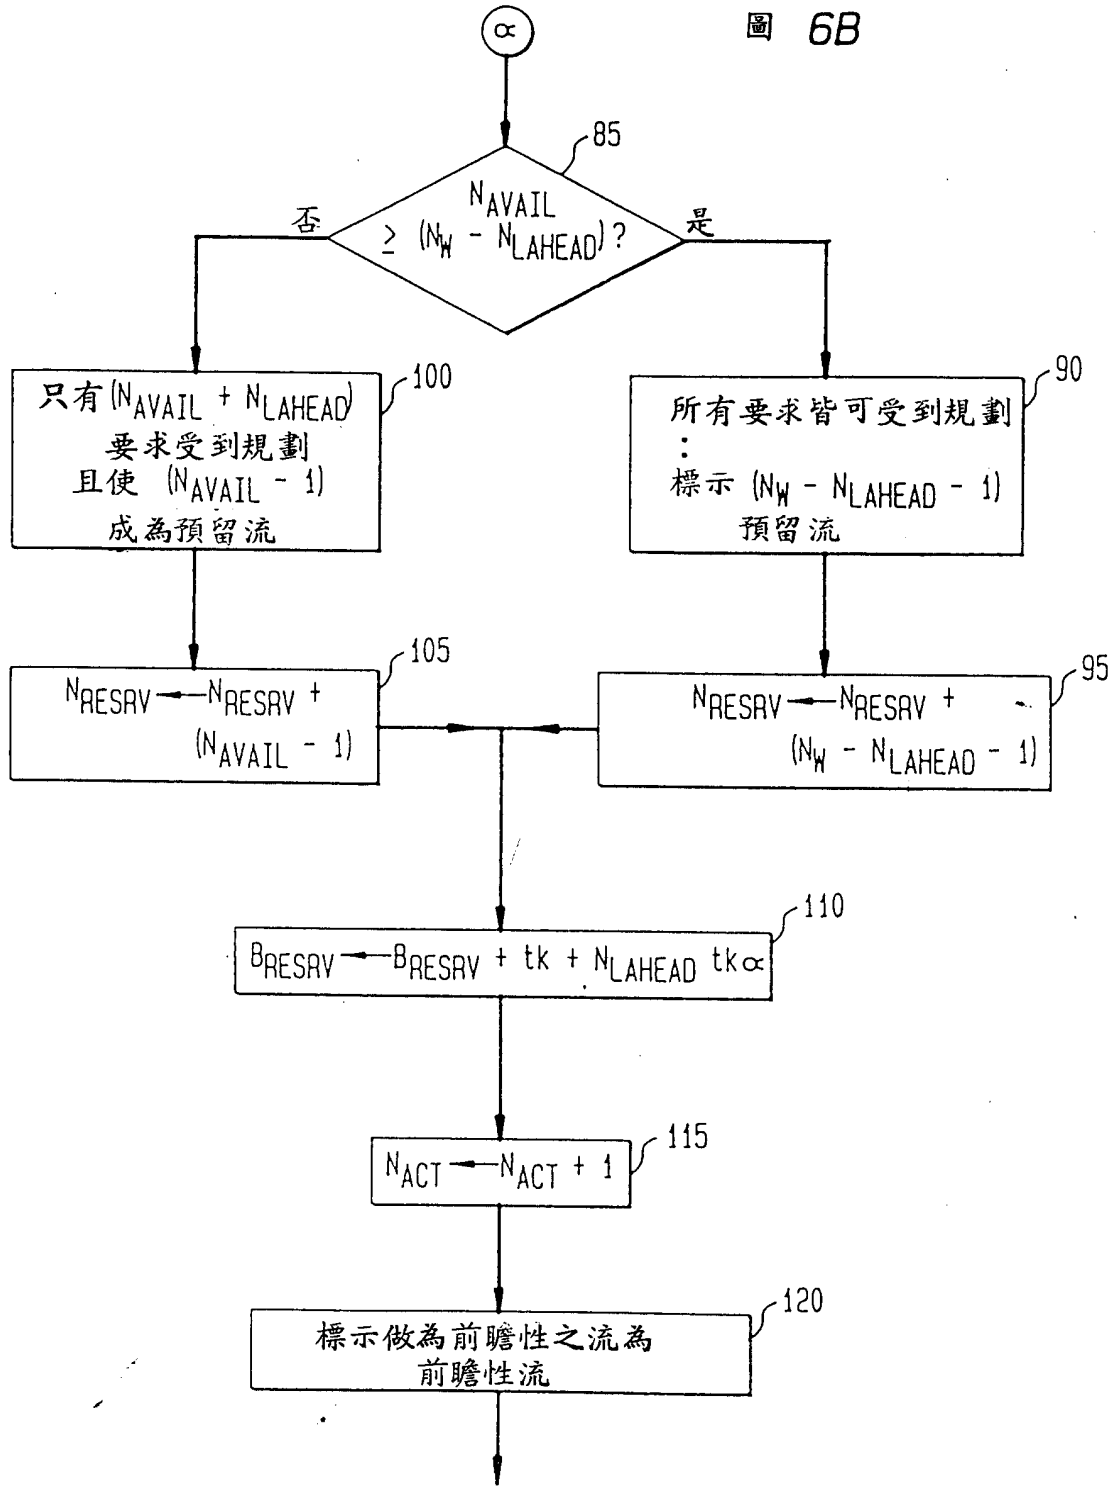 ∝
圖 6B
85
N_AVAIL
≥ (N_W - N_LAHEAD)?
否
是
100
只有(N_AVAIL + N_LAHEAD)
要求受到規劃
且使 (N_AVAIL - 1)
成為預留流
90
所有要求皆可受到規劃
:
標示 (N_W - N_LAHEAD - 1)
預留流
105
N_RESRV ← N_RESRV +
(N_AVAIL - 1)
95
N_RESRV ← N_RESRV +
(N_W - N_LAHEAD - 1)
110
B_RESRV ← B_RESRV + tk + N_LAHEAD tk∝
115
N_ACT ← N_ACT + 1
120
標示做為前瞻性之流為
前瞻性流